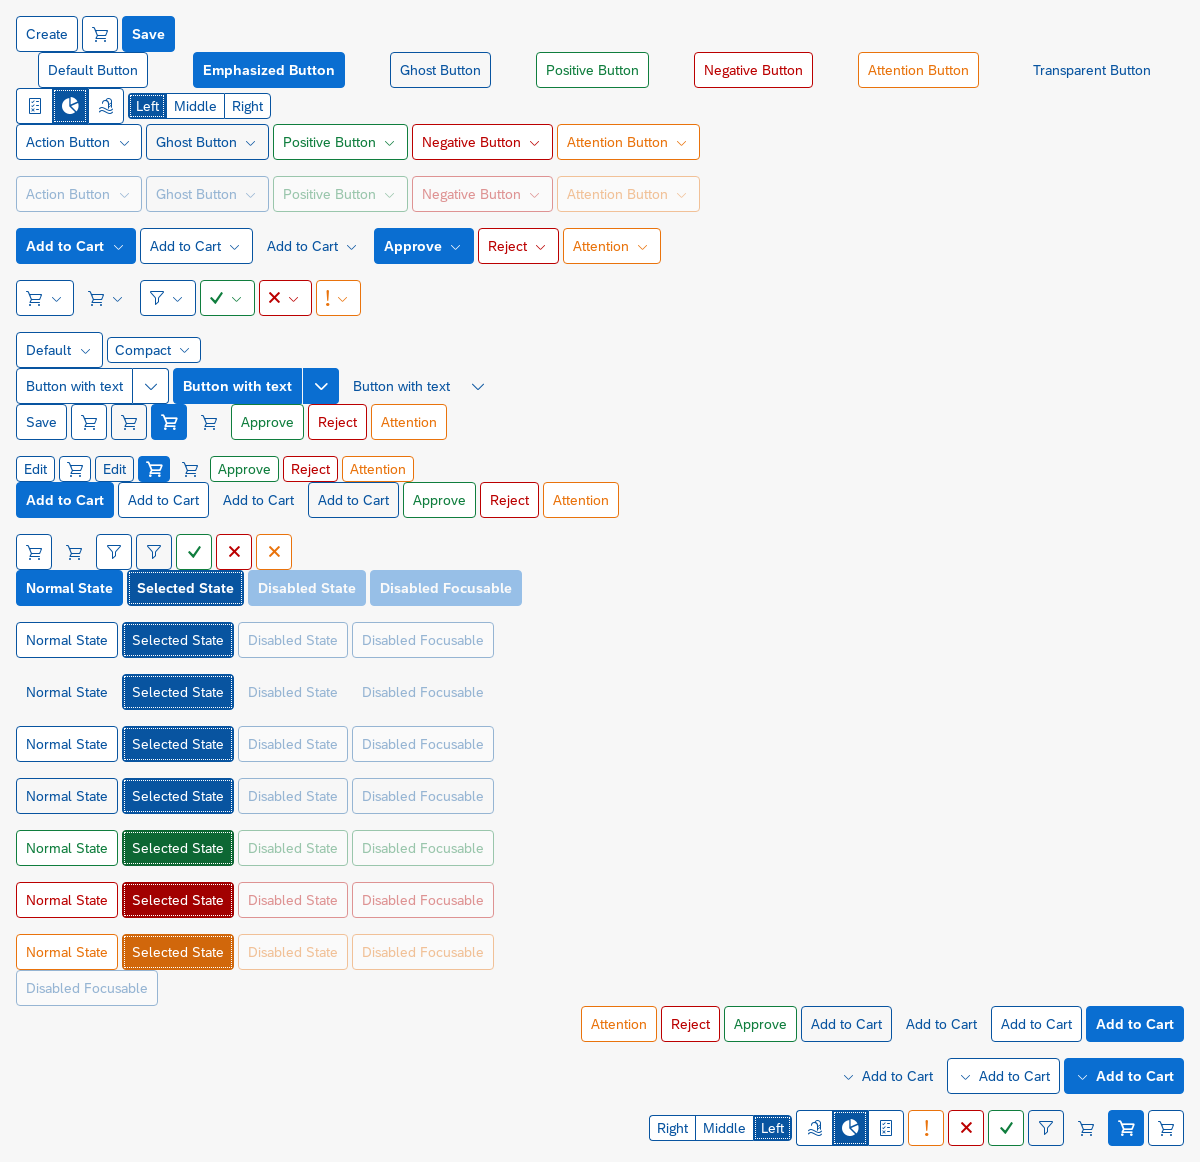 Create Save
Default Button Emphasized Button Ghost Button Positive Button Negative Button Attention Button Transparent Button
Left Middle Right
Action Button Ghost Button Positive Button Negative Button Attention Button
Action Button Ghost Button Positive Button Negative Button Attention Button
Add to Cart Add to Cart Add to Cart Approve Reject Attention
Default Compact
Button with text Button with text Button with text
Save Approve Reject Attention
Edit Edit Approve Reject Attention
Add to Cart Add to Cart Add to Cart Add to Cart Approve Reject Attention
Normal State Selected State Disabled State Disabled Focusable
Normal State Selected State Disabled State Disabled Focusable
Normal State Selected State Disabled State Disabled Focusable
Normal State Selected State Disabled State Disabled Focusable
Normal State Selected State Disabled State Disabled Focusable
Normal State Selected State Disabled State Disabled Focusable
Normal State Selected State Disabled State Disabled Focusable
Normal State Selected State Disabled State Disabled Focusable
Disabled Focusable
Attention Reject Approve Add to Cart Add to Cart Add to Cart Add to Cart
Add to Cart Add to Cart Add to Cart
Right Middle Left